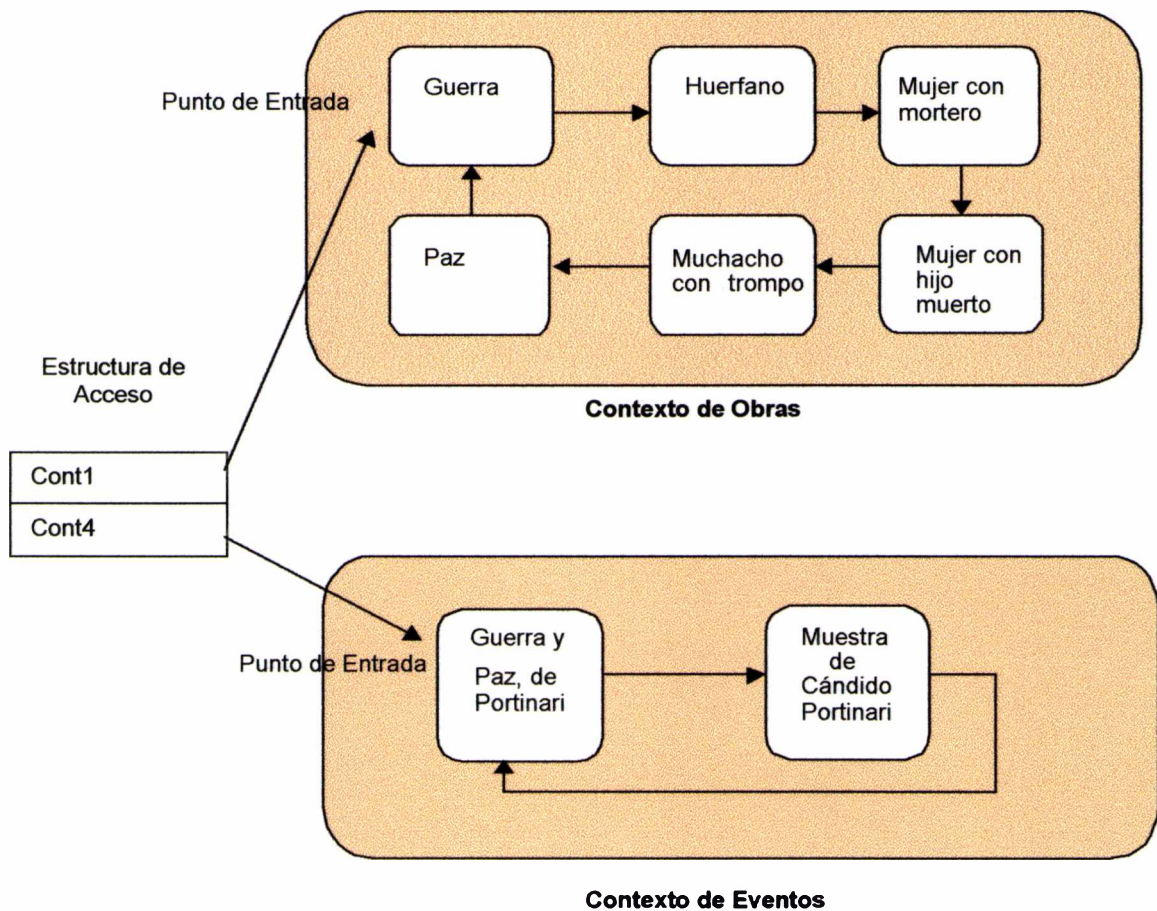 Punto de Entrada
Guerra
Huerfano
Mujer con
mortero
Paz
Muchacho
con trompo
Mujer con
hijo
muerto
Contexto de Obras
Estructura de
Acceso
Cont1
Cont4
Punto de Entrada
Guerra y
Paz, de
Portinari
Muestra
de
Cándido
Portinari
Contexto de Eventos